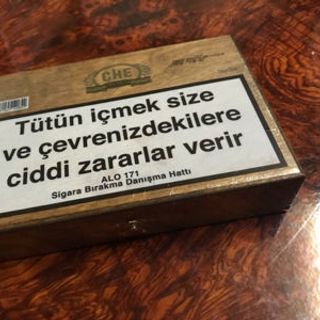 CHE
Tütün içmek size
ve çevrenizdekilere
ciddi zararlar verir
ALO 171
Sigara Bırakma Danışma Hattı